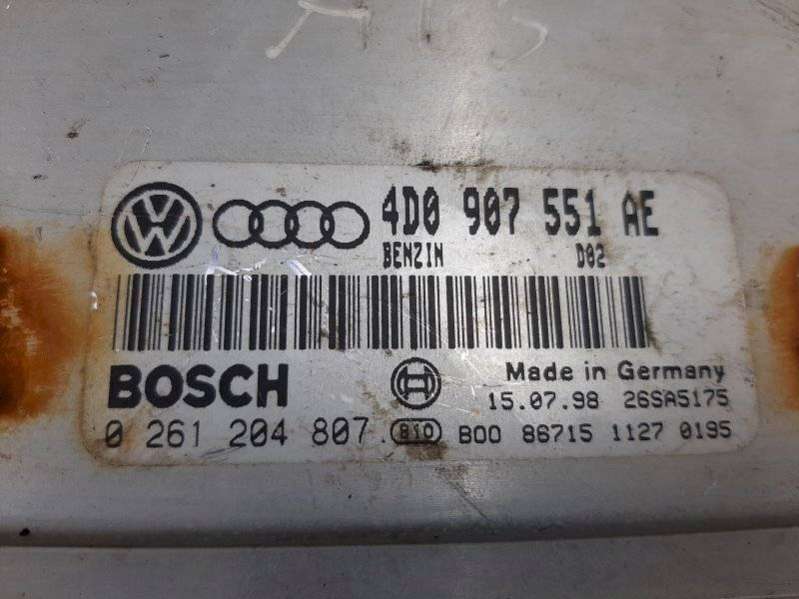 4D0 907 551 AE
BENZIN D02
BOSCH
Made in Germany
15.07.98 26SA5175
0 261 204 807. 810 B00 86715 1127 0195